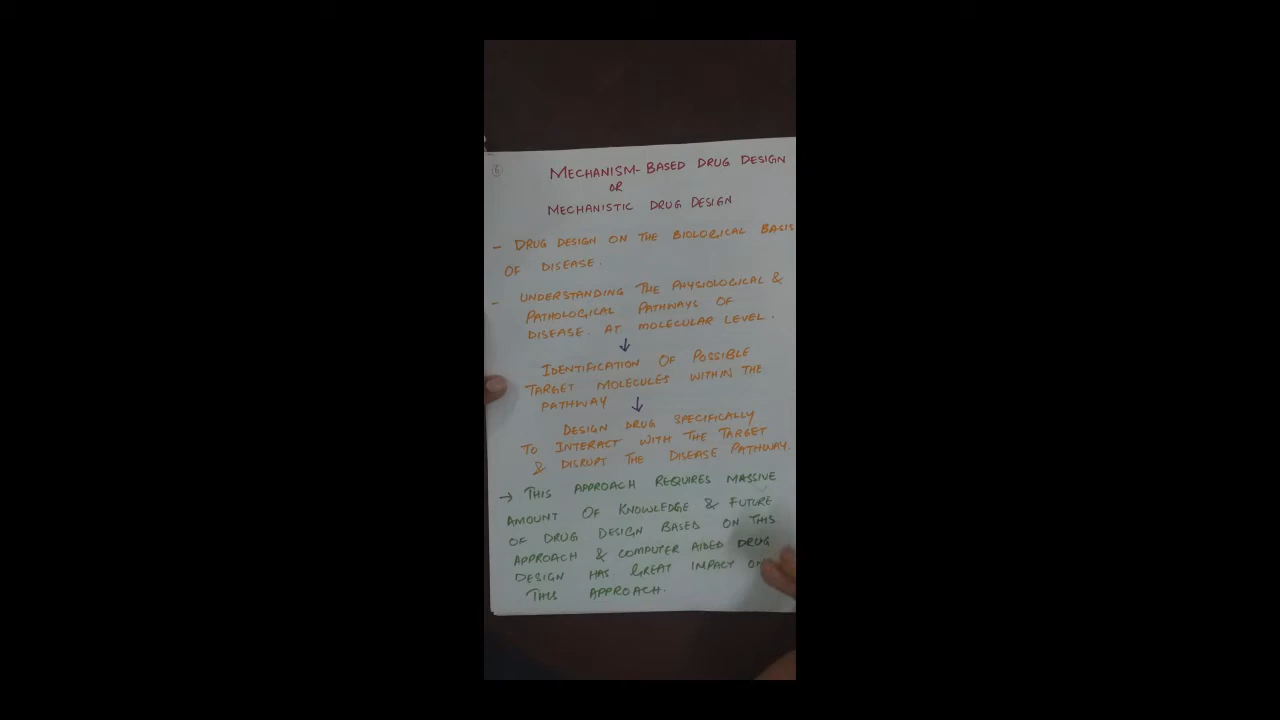 6
MECHANISM-BASED DRUG DESIGN
OR
MECHANISTIC DRUG DESIGN
- DRUG DESIGN ON THE BIOLOGICAL BASIS
OF DISEASE.
- UNDERSTANDING THE PHYSIOLOGICAL &
PATHOLOGICAL PATHWAYS OF
DISEASE. AT MOLECULAR LEVEL.
↓
IDENTIFICATION OF POSSIBLE
TARGET MOLECULES WITHIN THE
PATHWAY
↓
DESIGN DRUG SPECIFICALLY
TO INTERACT WITH THE TARGET
& DISRUPT THE DISEASE PATHWAY.
→ THIS APPROACH REQUIRES MASSIVE
AMOUNT OF KNOWLEDGE & FUTURE
OF DRUG DESIGN BASED ON THIS
APPROACH & COMPUTER AIDED DRUG
DESIGN HAS GREAT IMPACT ON
THIS APPROACH.